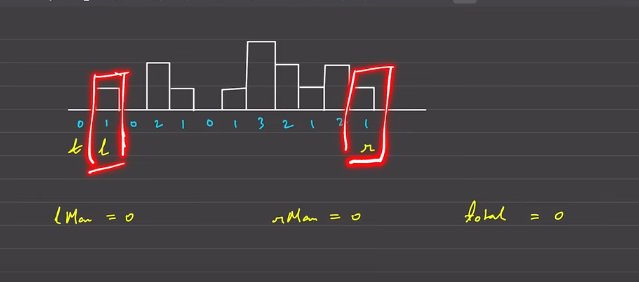 0 1 0 2 1 0 1 3 2 1 2 1
l l r
lMax = 0 rMax = 0 total = 0